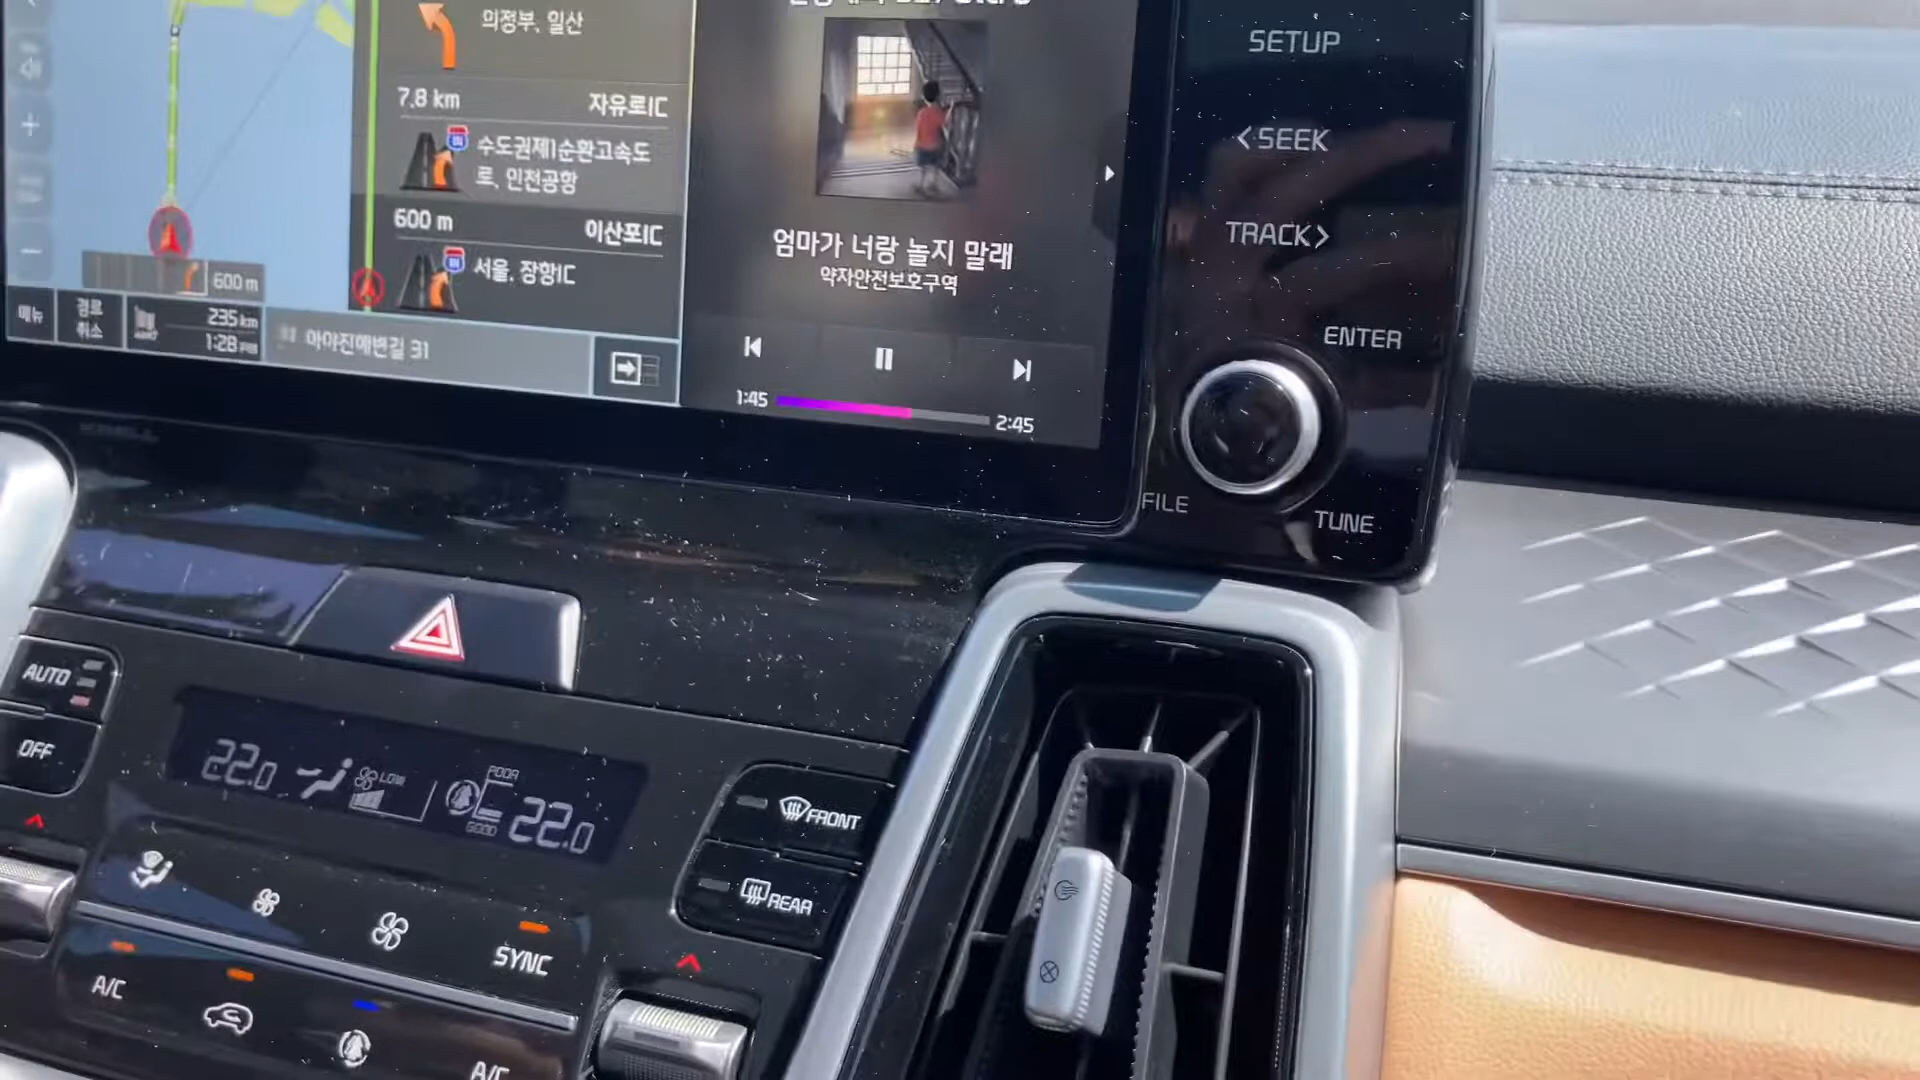 의정부, 일산
7.8 km 자유로IC
수도권제1순환고속도
로, 인천공항
600 m 이산포IC
서울, 장항IC
600 m
메뉴
경로
취소
235 km
1:28 PM
아야진해변길 31
엄마가 너랑 놀지 말래
약자안전보호구역
1:45
2:45
SETUP
<SEEK
TRACK>
ENTER
FILE
TUNE
AUTO
OFF
22.0
LOW
POOR
GOOD
22.0
FRONT
REAR
SYNC
A/C
A/C